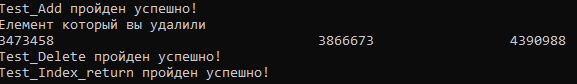 Test_Add пройден успешно!
Елемент который вы удалили
3473458 3866673 4390988
Test_Delete пройден успешно!
Test_Index_return пройден успешно!